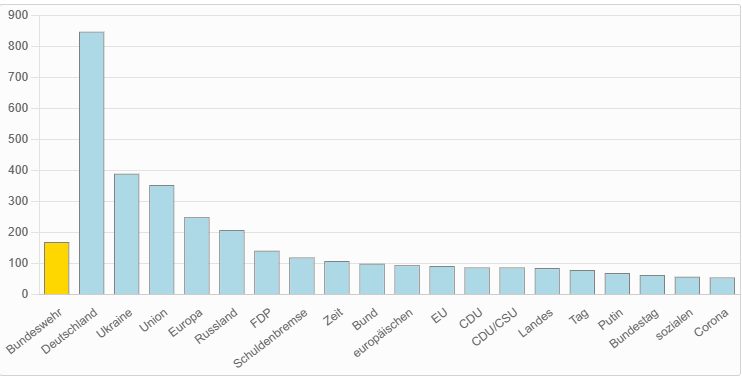 900
800
700
600
500
400
300
200
100
0
Bundeswehr
Deutschland
Ukraine
Union
Europa
Russland
FDP
Schuldenbremse
Zeit
Bund
europäischen
EU
CDU
CDU/CSU
Landes
Tag
Putin
Bundestag
sozialen
Corona